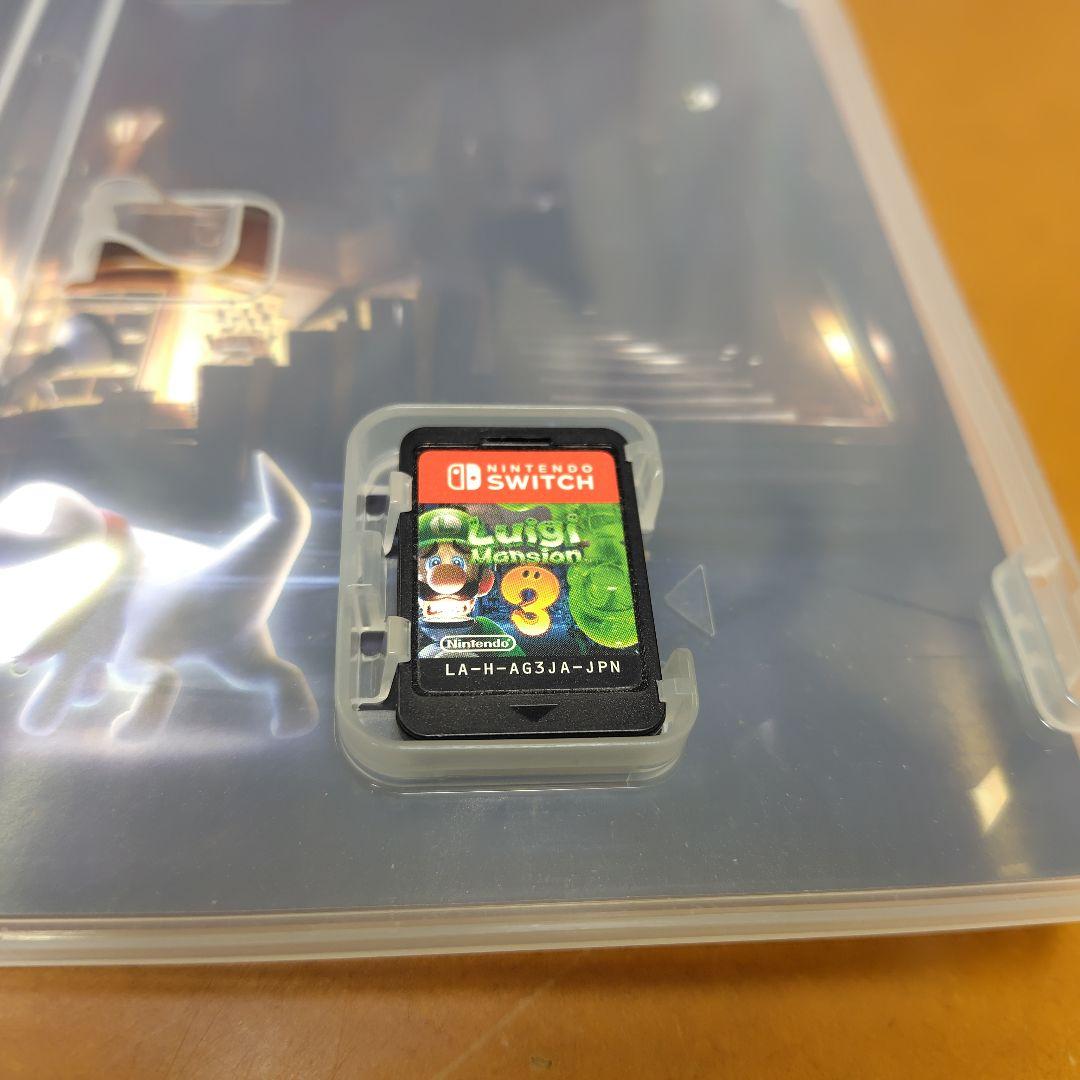 NINTENDO
SWITCH
Luigi
Mansion
3
Nintendo
LA-H-AG3JA-JPN